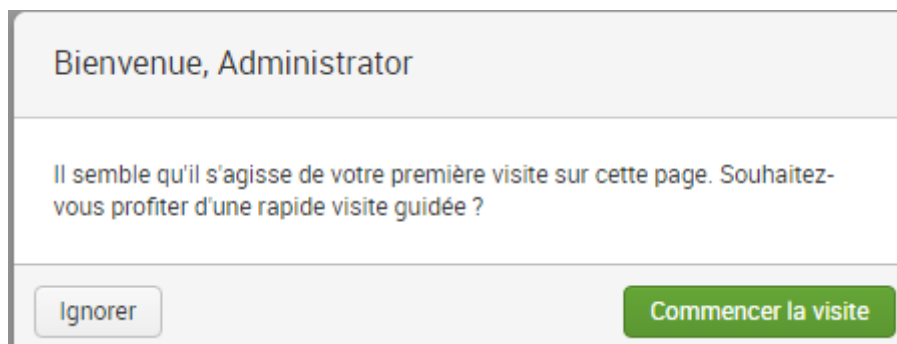 Bienvenue, Administrator
Il semble qu'il s'agisse de votre première visite sur cette page. Souhaitez-
vous profiter d'une rapide visite guidée ?
Ignorer
Commencer la visite